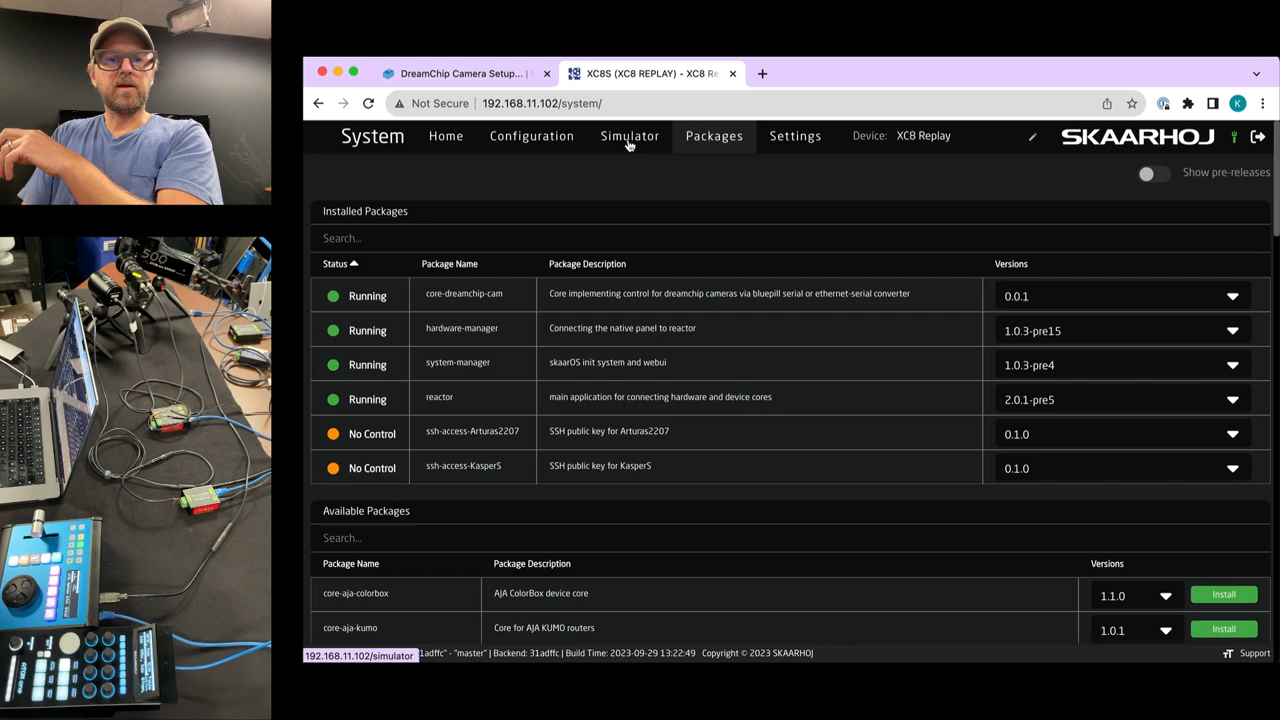 DreamChip Camera Setup... |
XC8S (XC8 REPLAY) - XC8 Re
Not Secure | 192.168.11.102/system/
K
System Home Configuration Simulator Packages Settings Device: XC8 Replay SKAARHOJ
Show pre-releases
Installed Packages
Search...
Status Package Name Package Description Versions
Running core-dreamchip-cam Core implementing control for dreamchip cameras via bluepill serial or ethernet-serial converter 0.0.1
Running hardware-manager Connecting the native panel to reactor 1.0.3-pre15
Running system-manager skaarOS init system and webui 1.0.3-pre4
Running reactor main application for connecting hardware and device cores 2.0.1-pre5
No Control ssh-access-Arturas2207 SSH public key for Arturas2207 0.1.0
No Control ssh-access-KasperS SSH public key for KasperS 0.1.0
Available Packages
Search...
Package Name Package Description Versions
core-aja-colorbox AJA ColorBox device core 1.1.0 Install
core-aja-kumo Core for AJA KUMO routers 1.0.1 Install
192.168.11.102/simulator 31adffc" - "master" | Backend: 31adffc | Build Time: 2023-09-29 13:22:49 Copyright © 2023 SKAARHOJ Support
500
ATOM one